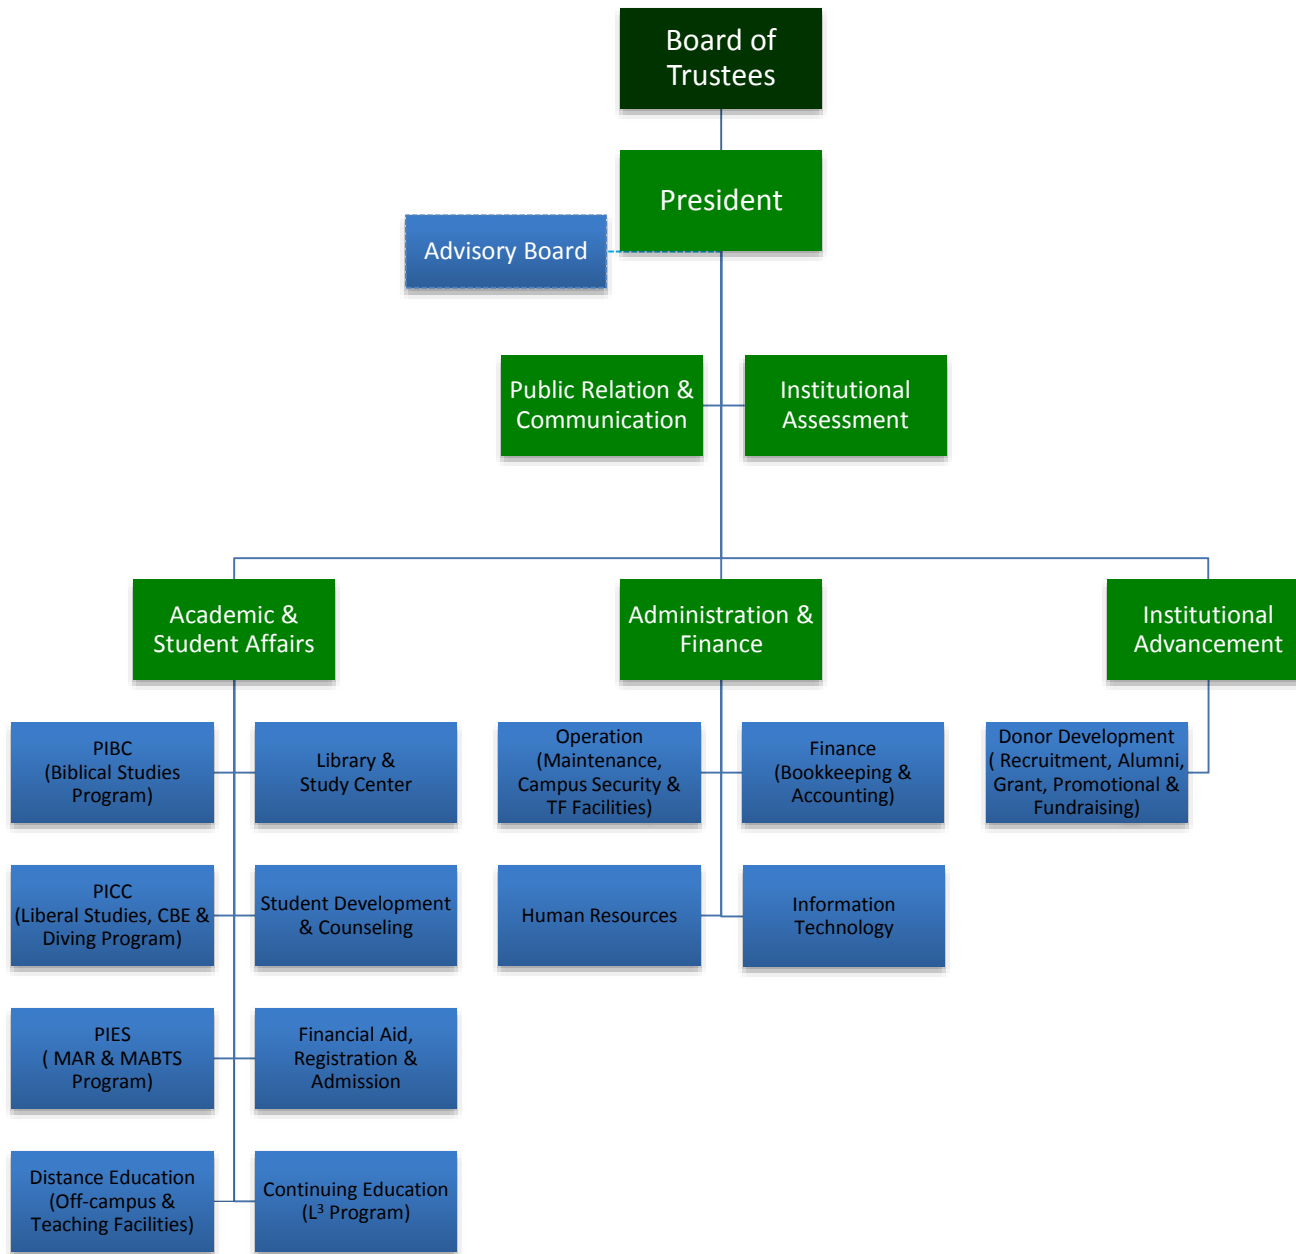 Board of
Trustees
President
Advisory Board
Public Relation &
Communication
Institutional
Assessment
Academic &
Student Affairs
Administration &
Finance
Institutional
Advancement
PIBC
(Biblical Studies
Program)
Library &
Study Center
Operation
(Maintenance,
Campus Security &
TF Facilities)
Finance
(Bookkeeping &
Accounting)
Donor Development
( Recruitment, Alumni,
Grant, Promotional &
Fundraising)
PICC
(Liberal Studies, CBE &
Diving Program)
Student Development
& Counseling
Human Resources
Information
Technology
PIES
( MAR & MABTS
Program)
Financial Aid,
Registration &
Admission
Distance Education
(Off-campus &
Teaching Facilities)
Continuing Education
(L³ Program)